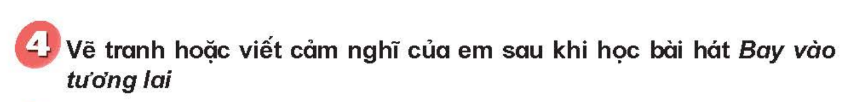 4 Vẽ tranh hoặc viết cảm nghĩ của em sau khi học bài hát Bay vào
tương lai